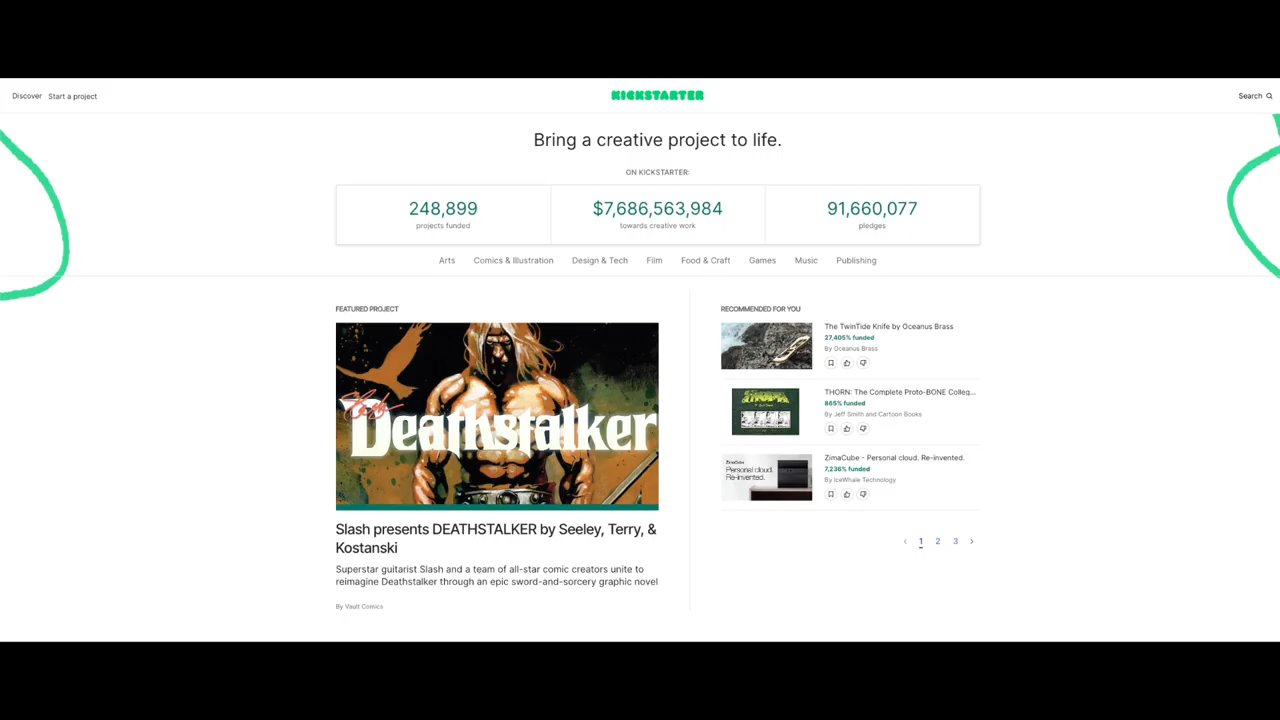 Discover Start a project KICKSTARTER Search
Bring a creative project to life.
ON KICKSTARTER:
248,899 $7,686,563,984 91,660,077
projects funded towards creative work pledges
Arts Comics & Illustration Design & Tech Film Food & Craft Games Music Publishing
FEATURED PROJECT
Deathstalker
Slash presents DEATHSTALKER by Seeley, Terry, &
Kostanski
Superstar guitarist Slash and a team of all-star comic creators unite to
reimagine Deathstalker through an epic sword-and-sorcery graphic novel
By Vault Comics
RECOMMENDED FOR YOU
The TwinTide Knife by Oceanus Brass
27,405% funded
By Oceanus Brass
THORN
THORN: The Complete Proto-BONE Colleg...
865% funded
By Jeff Smith and Cartoon Books
ZimaCube
Personal cloud.
Re-invented.
ZimaCube - Personal cloud. Re-invented.
7,236% funded
By IceWhale Technology
‹ 1 2 3 ›